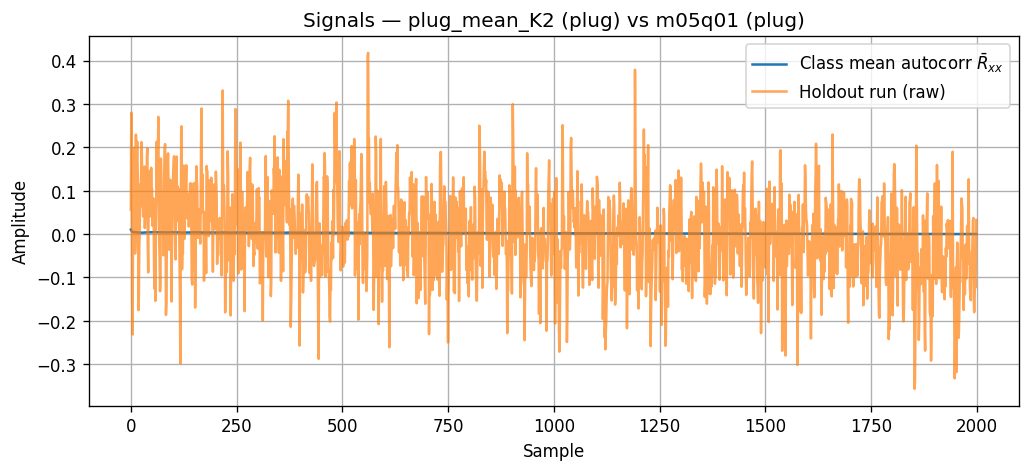 Signals — plug_mean_K2 (plug) vs m05q01 (plug)
Class mean autocorr R̄xx
Holdout run (raw)
Amplitude
0.4
0.3
0.2
0.1
0.0
−0.1
−0.2
−0.3
0 250 500 750 1000 1250 1500 1750 2000
Sample